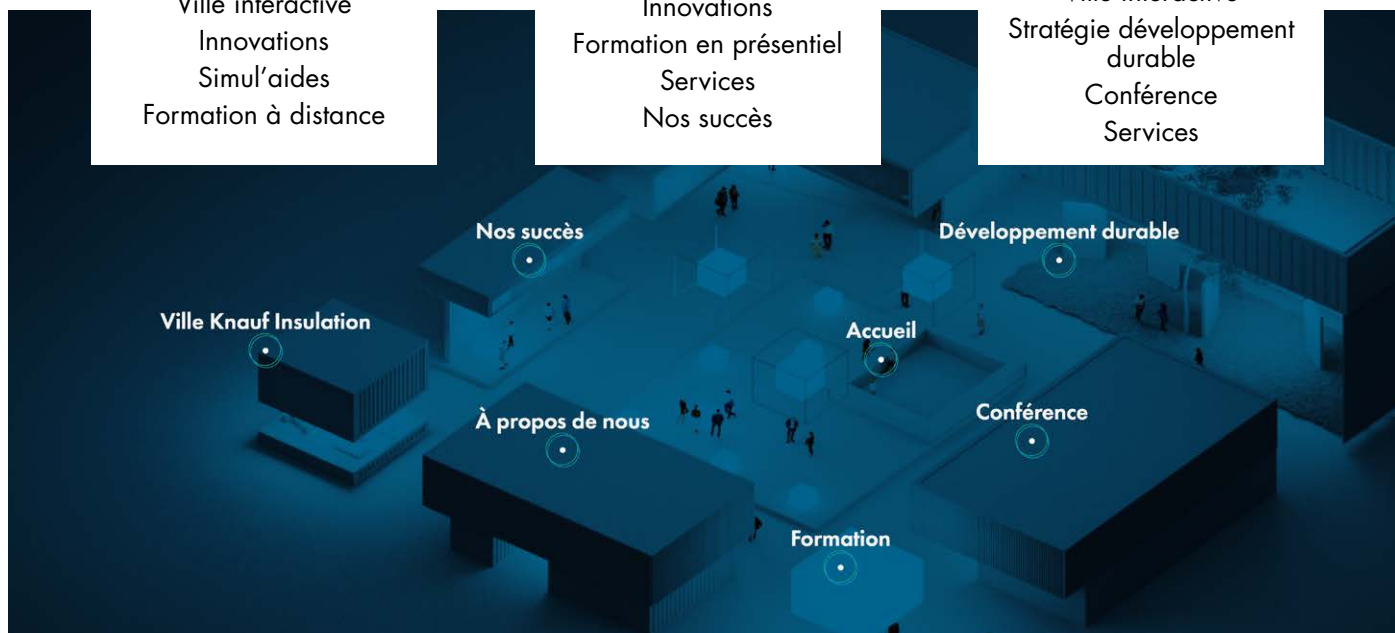 Ville interactive
Innovations
Simul’aides
Formation à distance
Innovations
Formation en présentiel
Services
Nos succès
Stratégie développement
durable
Conférence
Services
Nos succès
Développement durable
Ville Knauf Insulation
Accueil
À propos de nous
Conférence
Formation